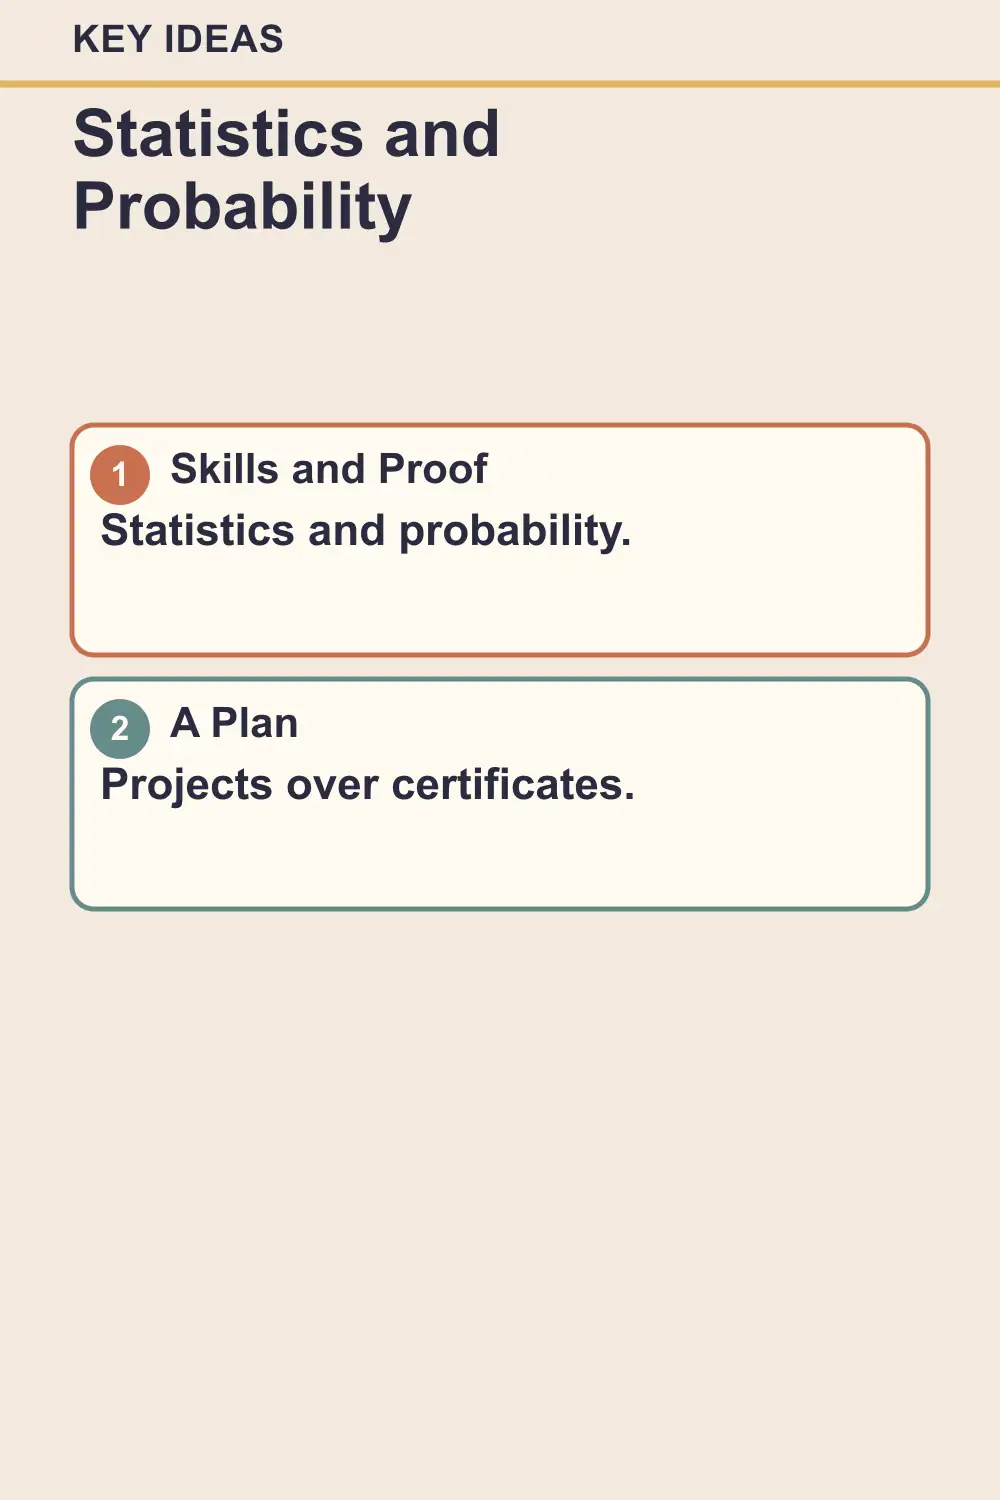 KEY IDEAS
Statistics and
Probability
1 Skills and Proof
Statistics and probability.
2 A Plan
Projects over certificates.